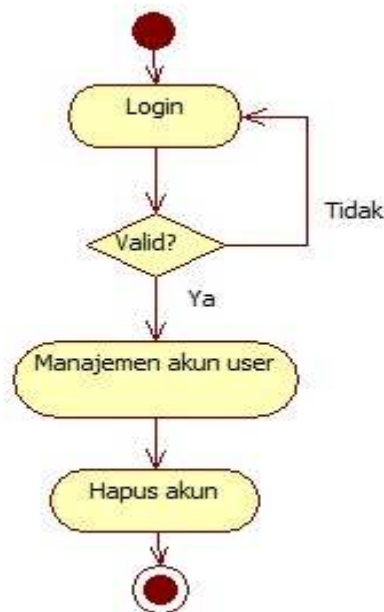 Login
Valid?
Tidak
Ya
Manajemen akun user
Hapus akun